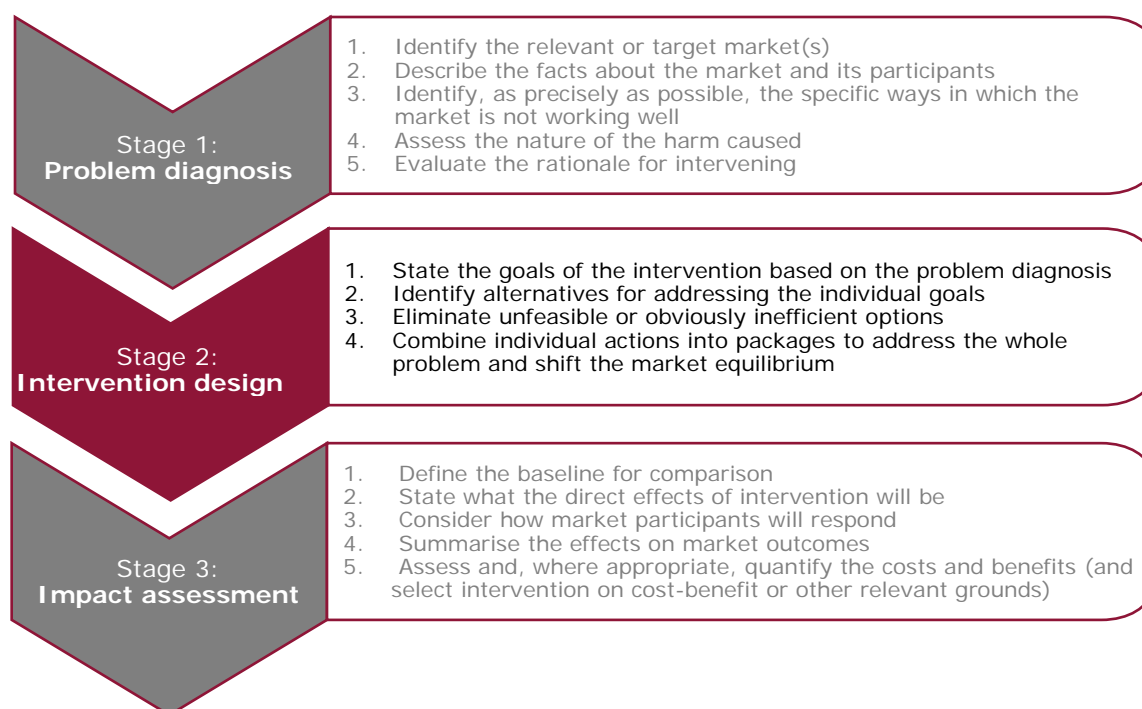 Stage 1:
Problem diagnosis
1. Identify the relevant or target market(s)
2. Describe the facts about the market and its participants
3. Identify, as precisely as possible, the specific ways in which the
market is not working well
4. Assess the nature of the harm caused
5. Evaluate the rationale for intervening
Stage 2:
Intervention design
1. State the goals of the intervention based on the problem diagnosis
2. Identify alternatives for addressing the individual goals
3. Eliminate unfeasible or obviously inefficient options
4. Combine individual actions into packages to address the whole
problem and shift the market equilibrium
Stage 3:
Impact assessment
1. Define the baseline for comparison
2. State what the direct effects of intervention will be
3. Consider how market participants will respond
4. Summarise the effects on market outcomes
5. Assess and, where appropriate, quantify the costs and benefits (and
select intervention on cost-benefit or other relevant grounds)